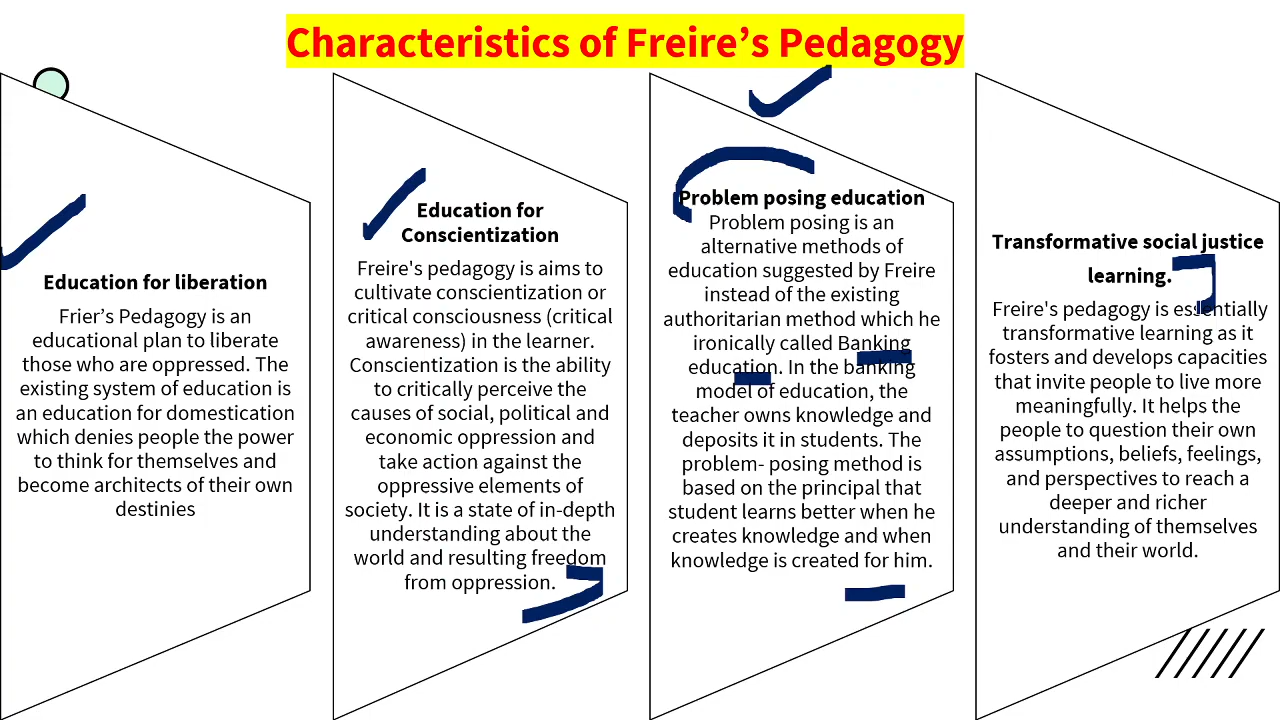 Characteristics of Freire’s Pedagogy
Education for liberation
Frier’s Pedagogy is an
educational plan to liberate
those who are oppressed. The
existing system of education is
an education for domestication
which denies people the power
to think for themselves and
become architects of their own
destinies
Education for
Conscientization
Freire's pedagogy is aims to
cultivate conscientization or
critical consciousness (critical
awareness) in the learner.
Conscientization is the ability
to critically perceive the
causes of social, political and
economic oppression and
take action against the
oppressive elements of
society. It is a state of in-depth
understanding about the
world and resulting freedom
from oppression.
Problem posing education
Problem posing is an
alternative methods of
education suggested by Freire
instead of the existing
authoritarian method which he
ironically called Banking
education. In the banking
model of education, the
teacher owns knowledge and
deposits it in students. The
problem- posing method is
based on the principal that
student learns better when he
creates knowledge and when
knowledge is created for him.
Transformative social justice
learning.
Freire's pedagogy is essentially
transformative learning as it
fosters and develops capacities
that invite people to live more
meaningfully. It helps the
people to question their own
assumptions, beliefs, feelings,
and perspectives to reach a
deeper and richer
understanding of themselves
and their world.